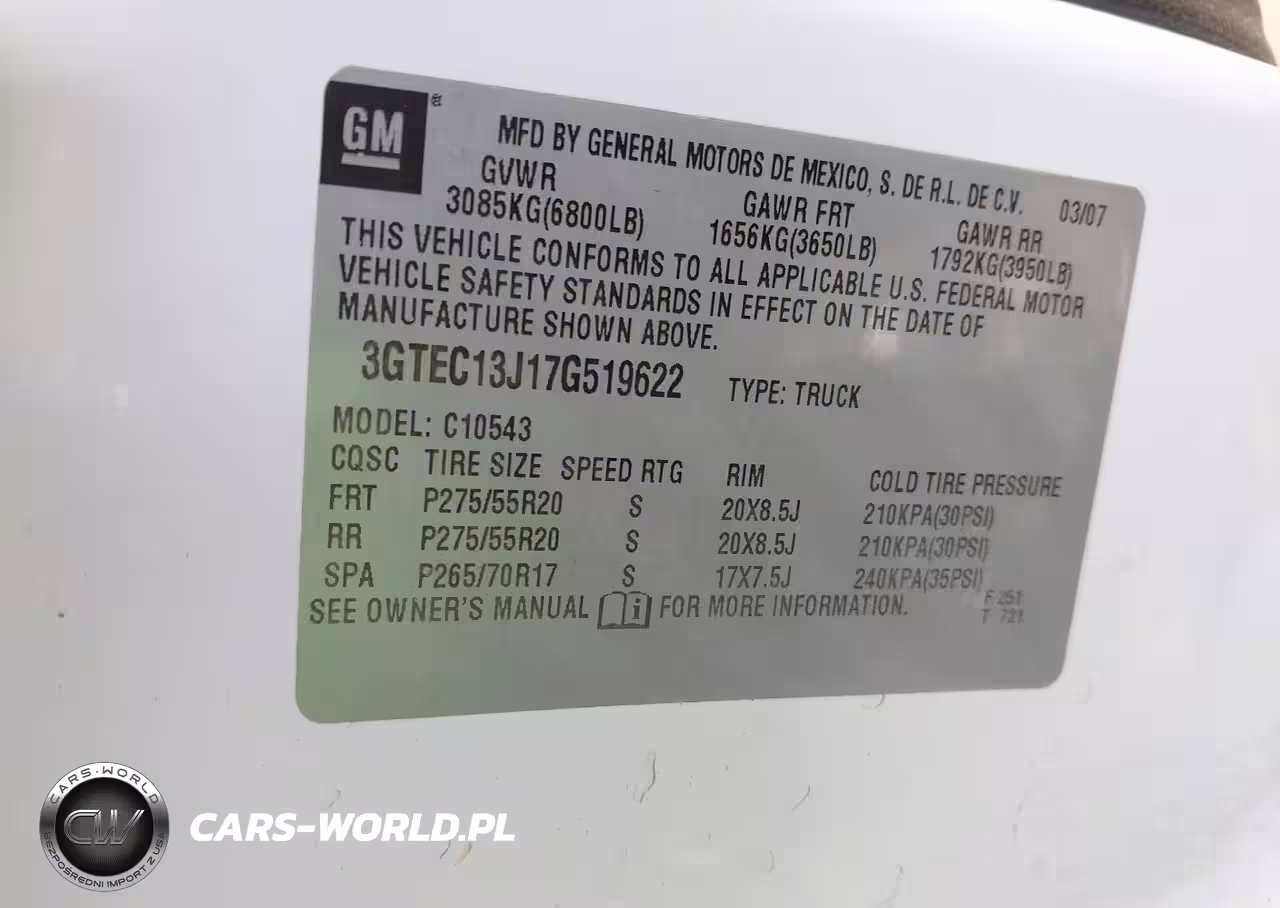 GM
MFD BY GENERAL MOTORS DE MEXICO, S. DE R.L. DE C.V. 03/07
GVWR GAWR FRT GAWR RR
3085KG(6800LB) 1656KG(3650LB) 1792KG(3950LB)
THIS VEHICLE CONFORMS TO ALL APPLICABLE U.S. FEDERAL MOTOR
VEHICLE SAFETY STANDARDS IN EFFECT ON THE DATE OF
MANUFACTURE SHOWN ABOVE.
3GTEC13J17G519622 TYPE: TRUCK
MODEL: C10543
CQSC TIRE SIZE SPEED RTG RIM COLD TIRE PRESSURE
FRT P275/55R20 S 20X8.5J 210KPA(30PSI)
RR P275/55R20 S 20X8.5J 210KPA(30PSI)
SPA P265/70R17 S 17X7.5J 240KPA(35PSI)
SEE OWNER'S MANUAL i FOR MORE INFORMATION.
F 251
T 721
CARS-WORLD
CW
BEZPOŚREDNI IMPORT Z USA
CARS-WORLD.PL